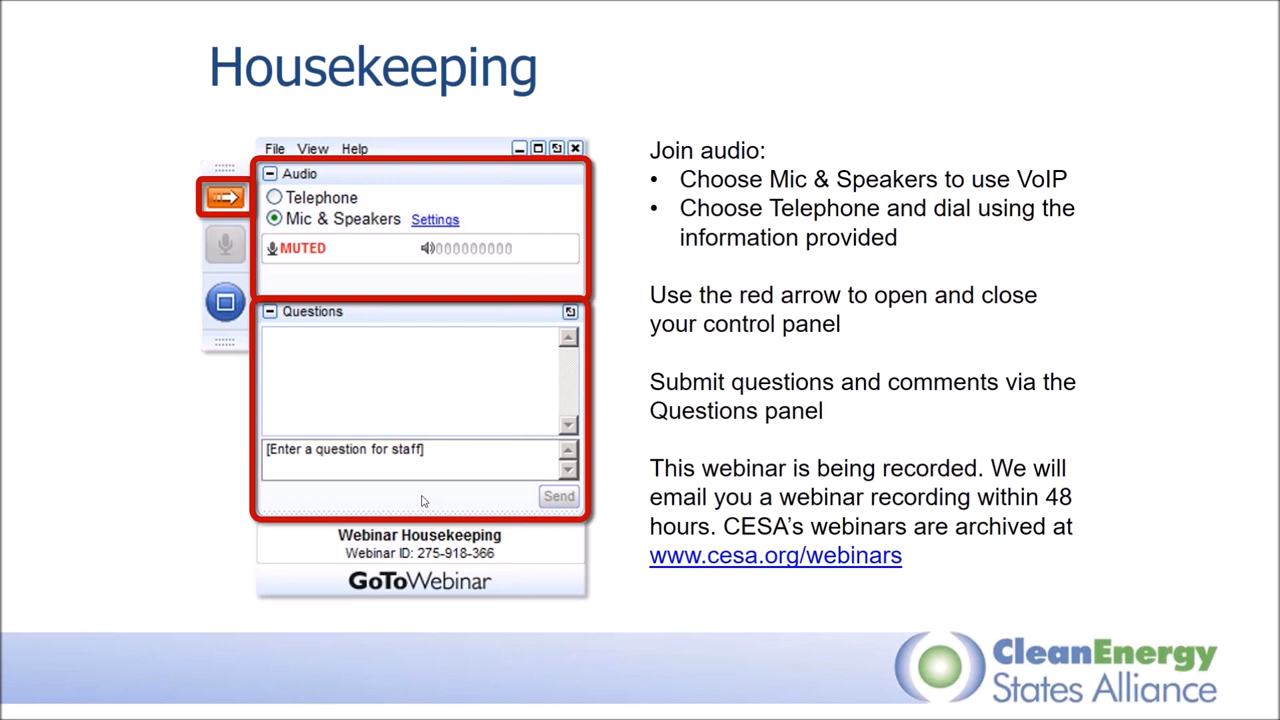 Housekeeping
File View Help
Audio
Telephone
Mic & Speakers Settings
MUTED
Questions
[Enter a question for staff]
Send
Webinar Housekeeping
Webinar ID: 275-918-366
GoToWebinar
Join audio:
• Choose Mic & Speakers to use VoIP
• Choose Telephone and dial using the
information provided
Use the red arrow to open and close
your control panel
Submit questions and comments via the
Questions panel
This webinar is being recorded. We will
email you a webinar recording within 48
hours. CESA's webinars are archived at
www.cesa.org/webinars
CleanEnergy
States Alliance